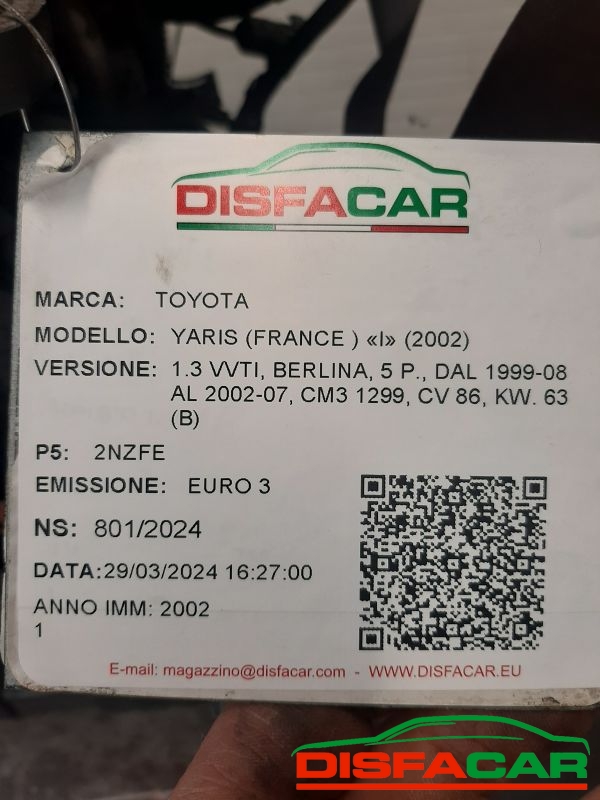 DISFACAR
MARCA: TOYOTA
MODELLO: YARIS (FRANCE ) «I» (2002)
VERSIONE: 1.3 VVTI, BERLINA, 5 P., DAL 1999-08
AL 2002-07, CM3 1299, CV 86, KW. 63
(B)
P5: 2NZFE
EMISSIONE: EURO 3
NS: 801/2024
DATA:29/03/2024 16:27:00
ANNO IMM: 2002
1
E-mail: magazzino@disfacar.com - WWW.DISFACAR.EU
DISFACAR